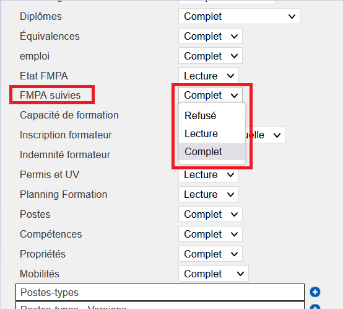 Diplômes Complet
Équivalences Complet
emploi Complet
Etat FMPA Lecture
FMPA suivies Complet
Refusé
Capacité de formation
Lecture
Inscription formateur
Complet
Indemnité formateur
Permis et UV Lecture
Planning Formation Lecture
Postes Complet
Compétences Complet
Propriétés Complet
Mobilités Complet
Postes-types